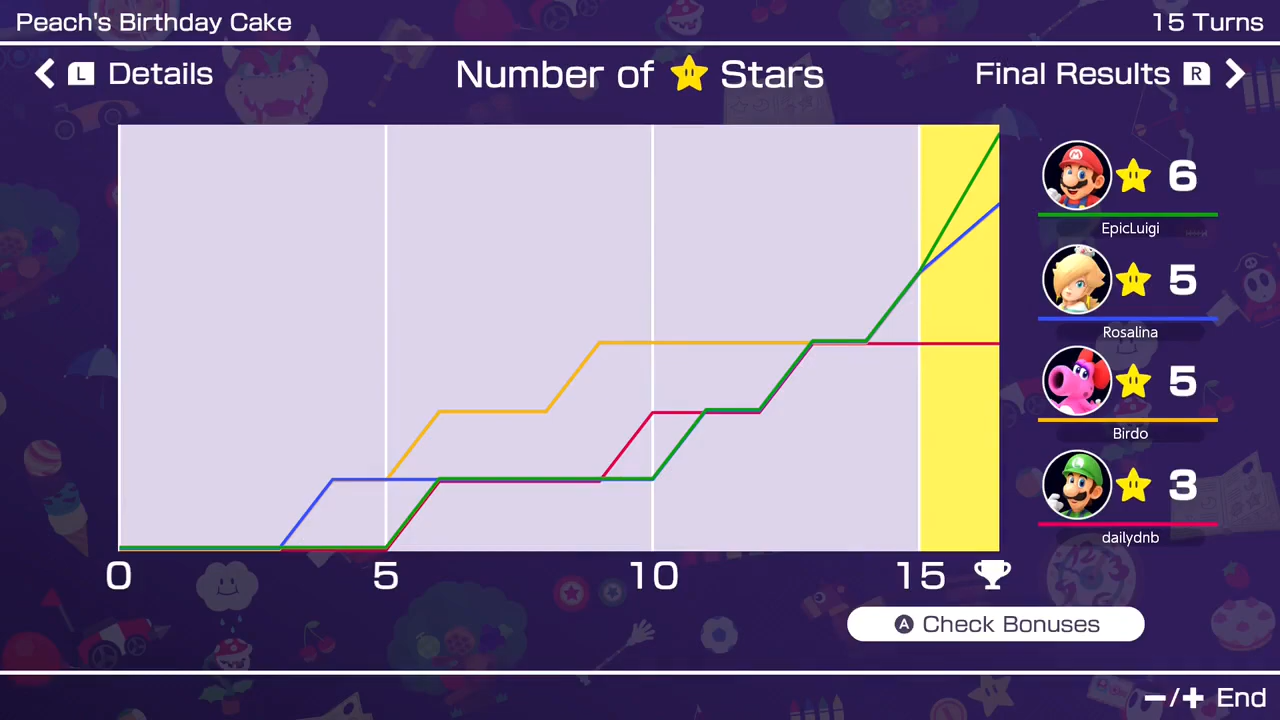 Peach's Birthday Cake
15 Turns
L Details
Number of Stars
Final Results R
6
EpicLuigi
5
Rosalina
5
Birdo
3
dailydnb
0 5 10 15
A Check Bonuses
−/+ End